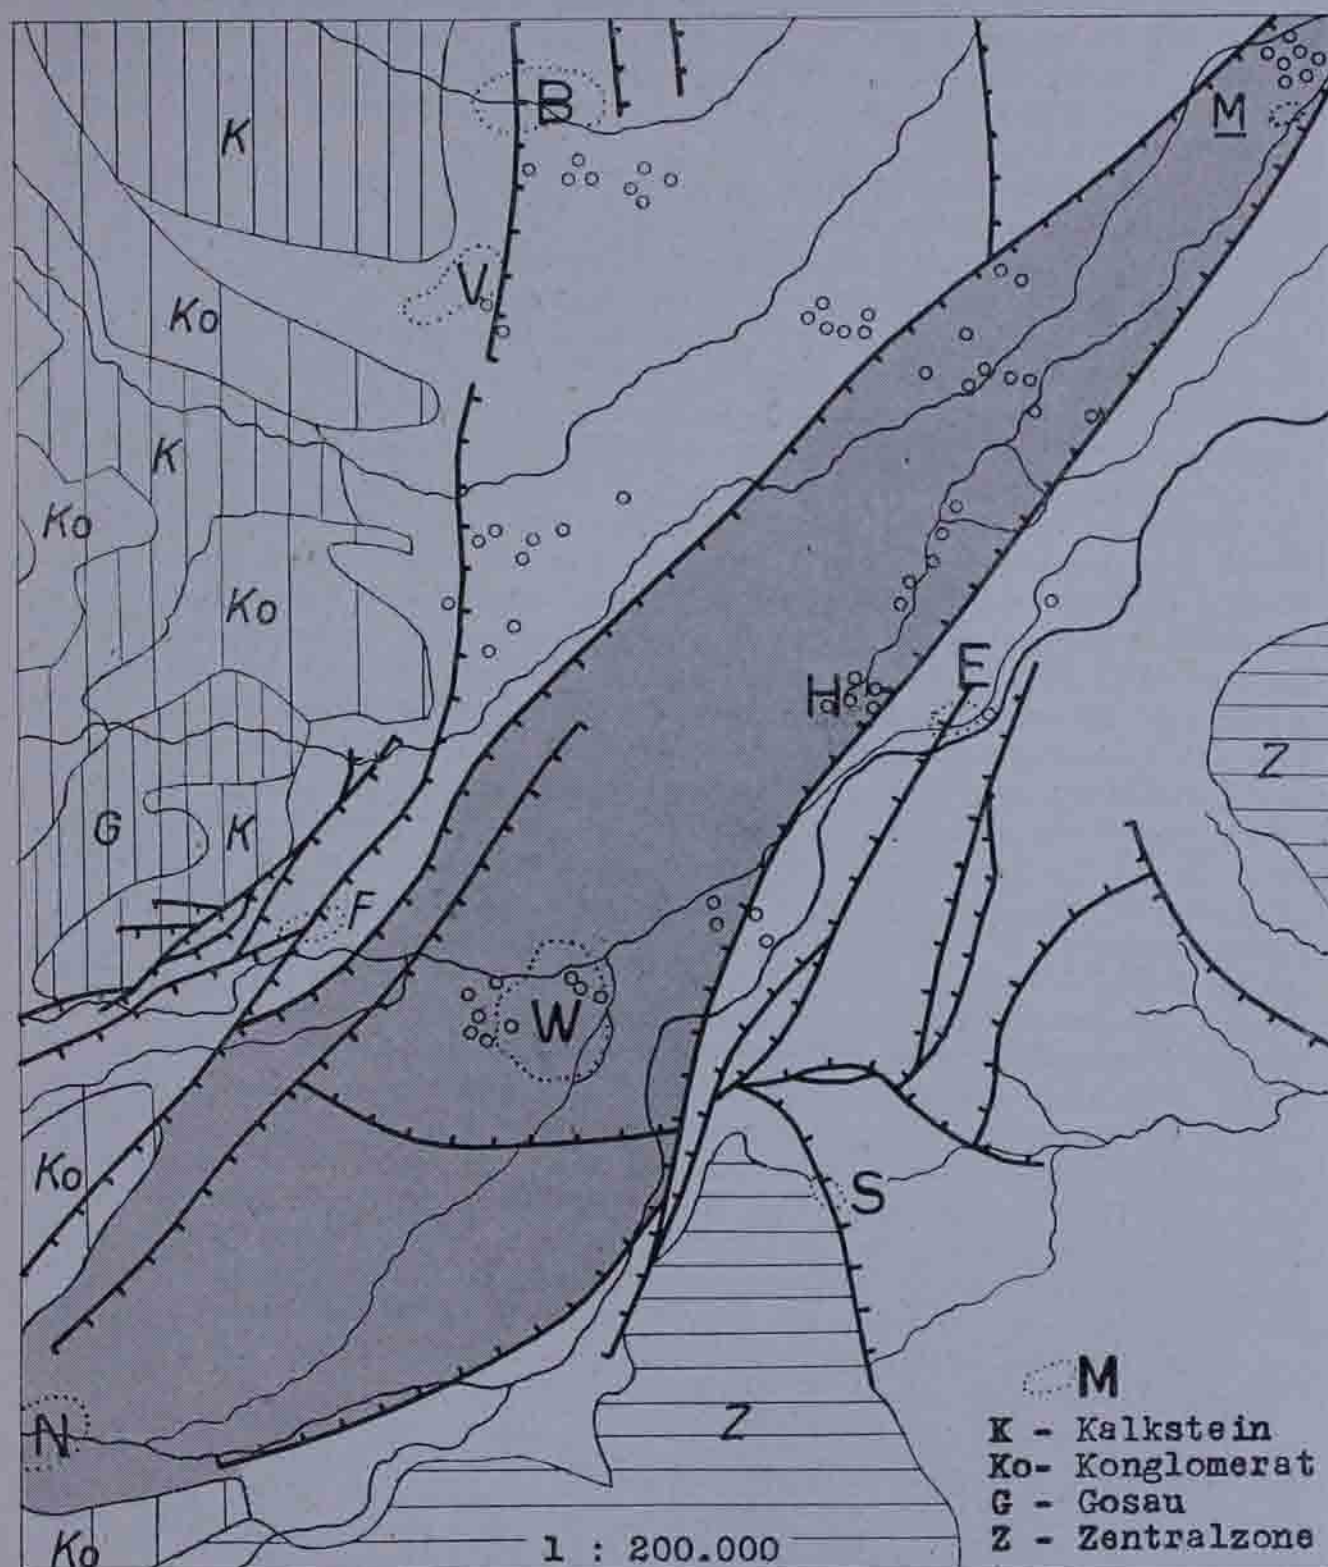 B
M
K
V
Ko
K
Ko
Ko
H
E
Z
G
K
F
W
Ko
S
N
Z
M
K - Kalkstein
Ko- Konglomerat
G - Gosau
Z - Zentralzone
Ko
1 : 200.000